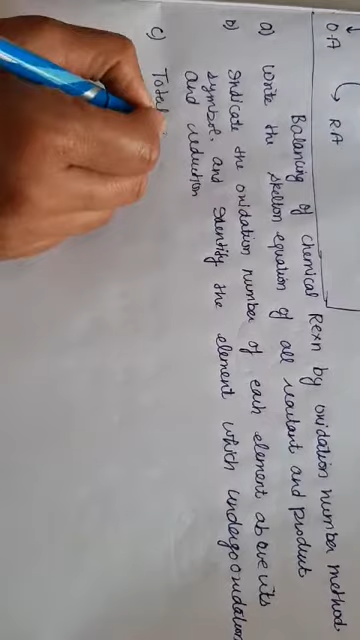 O.A
R A
Balancing of chemical Rexn by oxidation number method
a) write the skeltion equation of all reactant and product
b) Indicate the oxidation number of each element above its
symbol. and Identify the element which undergo oxidation
and reduction
c) Total